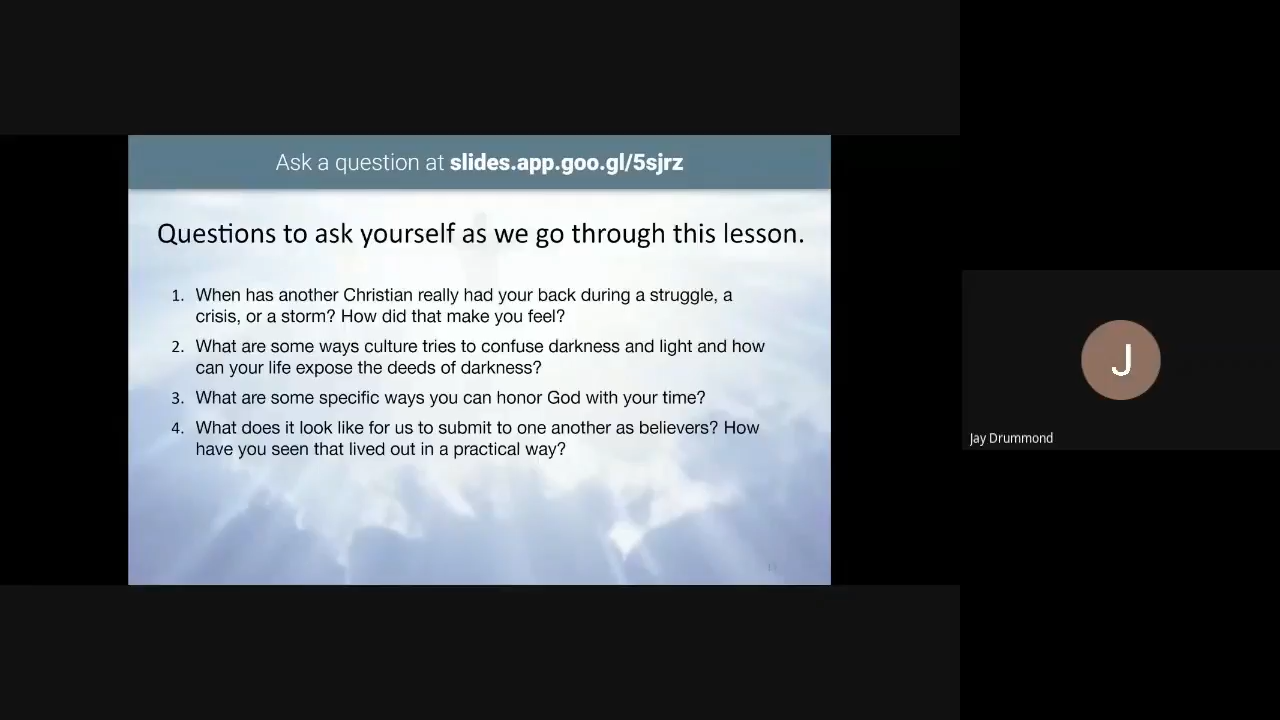 Ask a question at slides.app.goo.gl/5sjrz
Questions to ask yourself as we go through this lesson.
1. When has another Christian really had your back during a struggle, a
crisis, or a storm? How did that make you feel?
2. What are some ways culture tries to confuse darkness and light and how
can your life expose the deeds of darkness?
3. What are some specific ways you can honor God with your time?
4. What does it look like for us to submit to one another as believers? How
have you seen that lived out in a practical way?
J
Jay Drummond